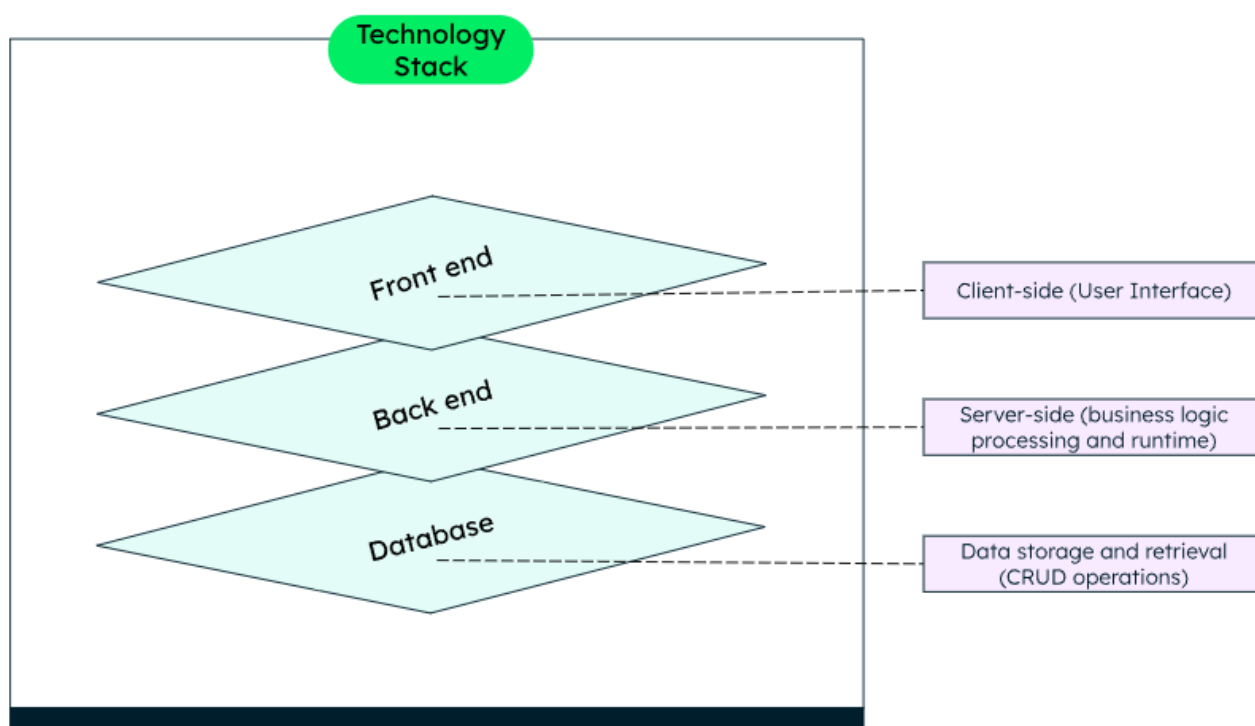 Technology
Stack
Front end
Client-side (User Interface)
Back end
Server-side (business logic
processing and runtime)
Database
Data storage and retrieval
(CRUD operations)